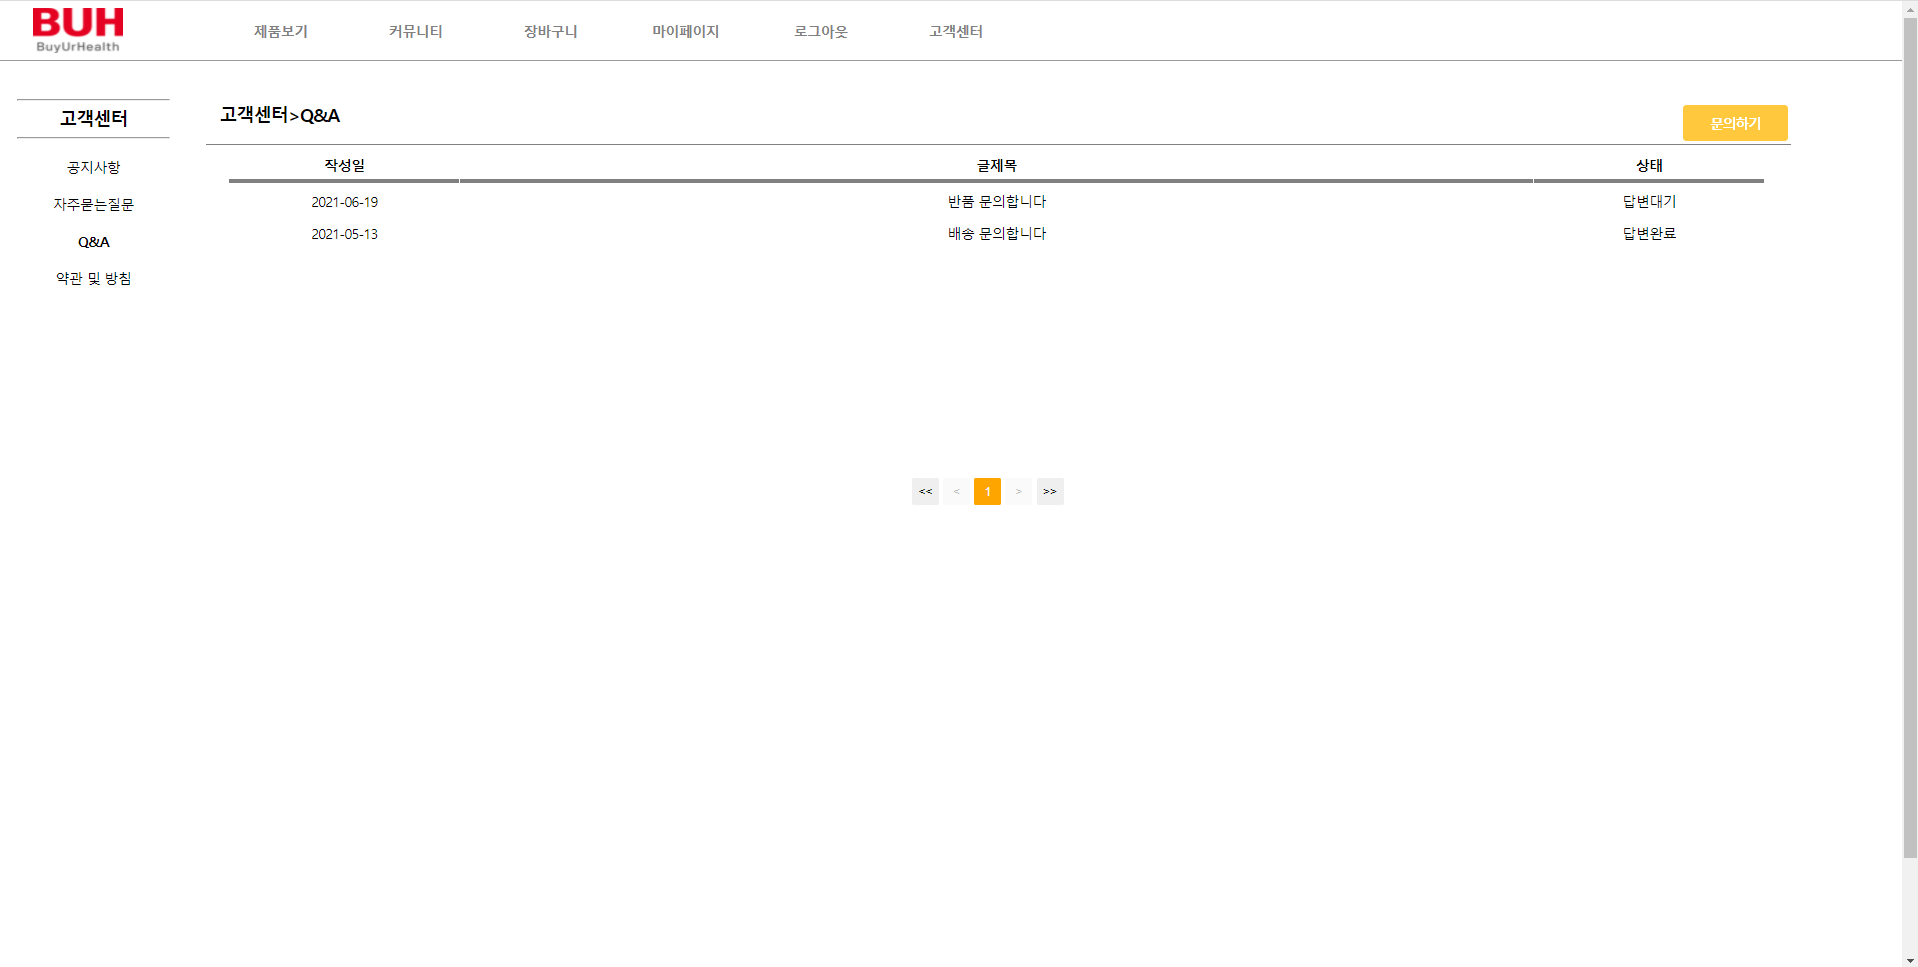 BUH
BuyUrHealth
제품보기 커뮤니티 장바구니 마이페이지 로그아웃 고객센터
고객센터
공지사항
자주묻는질문
Q&A
약관 및 방침
고객센터>Q&A
문의하기
작성일 글제목 상태
2021-06-19 반품 문의합니다 답변대기
2021-05-13 배송 문의합니다 답변완료
<< < 1 > >>